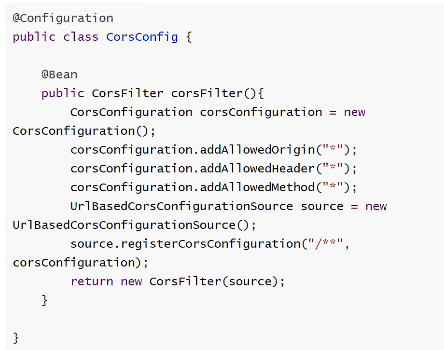 @Configuration
public class CorsConfig {
@Bean
public CorsFilter corsFilter(){
CorsConfiguration corsConfiguration = new
CorsConfiguration();
corsConfiguration.addAllowedOrigin("*");
corsConfiguration.addAllowedHeader("*");
corsConfiguration.addAllowedMethod("*");
UrlBasedCorsConfigurationSource source = new
UrlBasedCorsConfigurationSource();
source.registerCorsConfiguration("/**",
corsConfiguration);
return new CorsFilter(source);
}
}